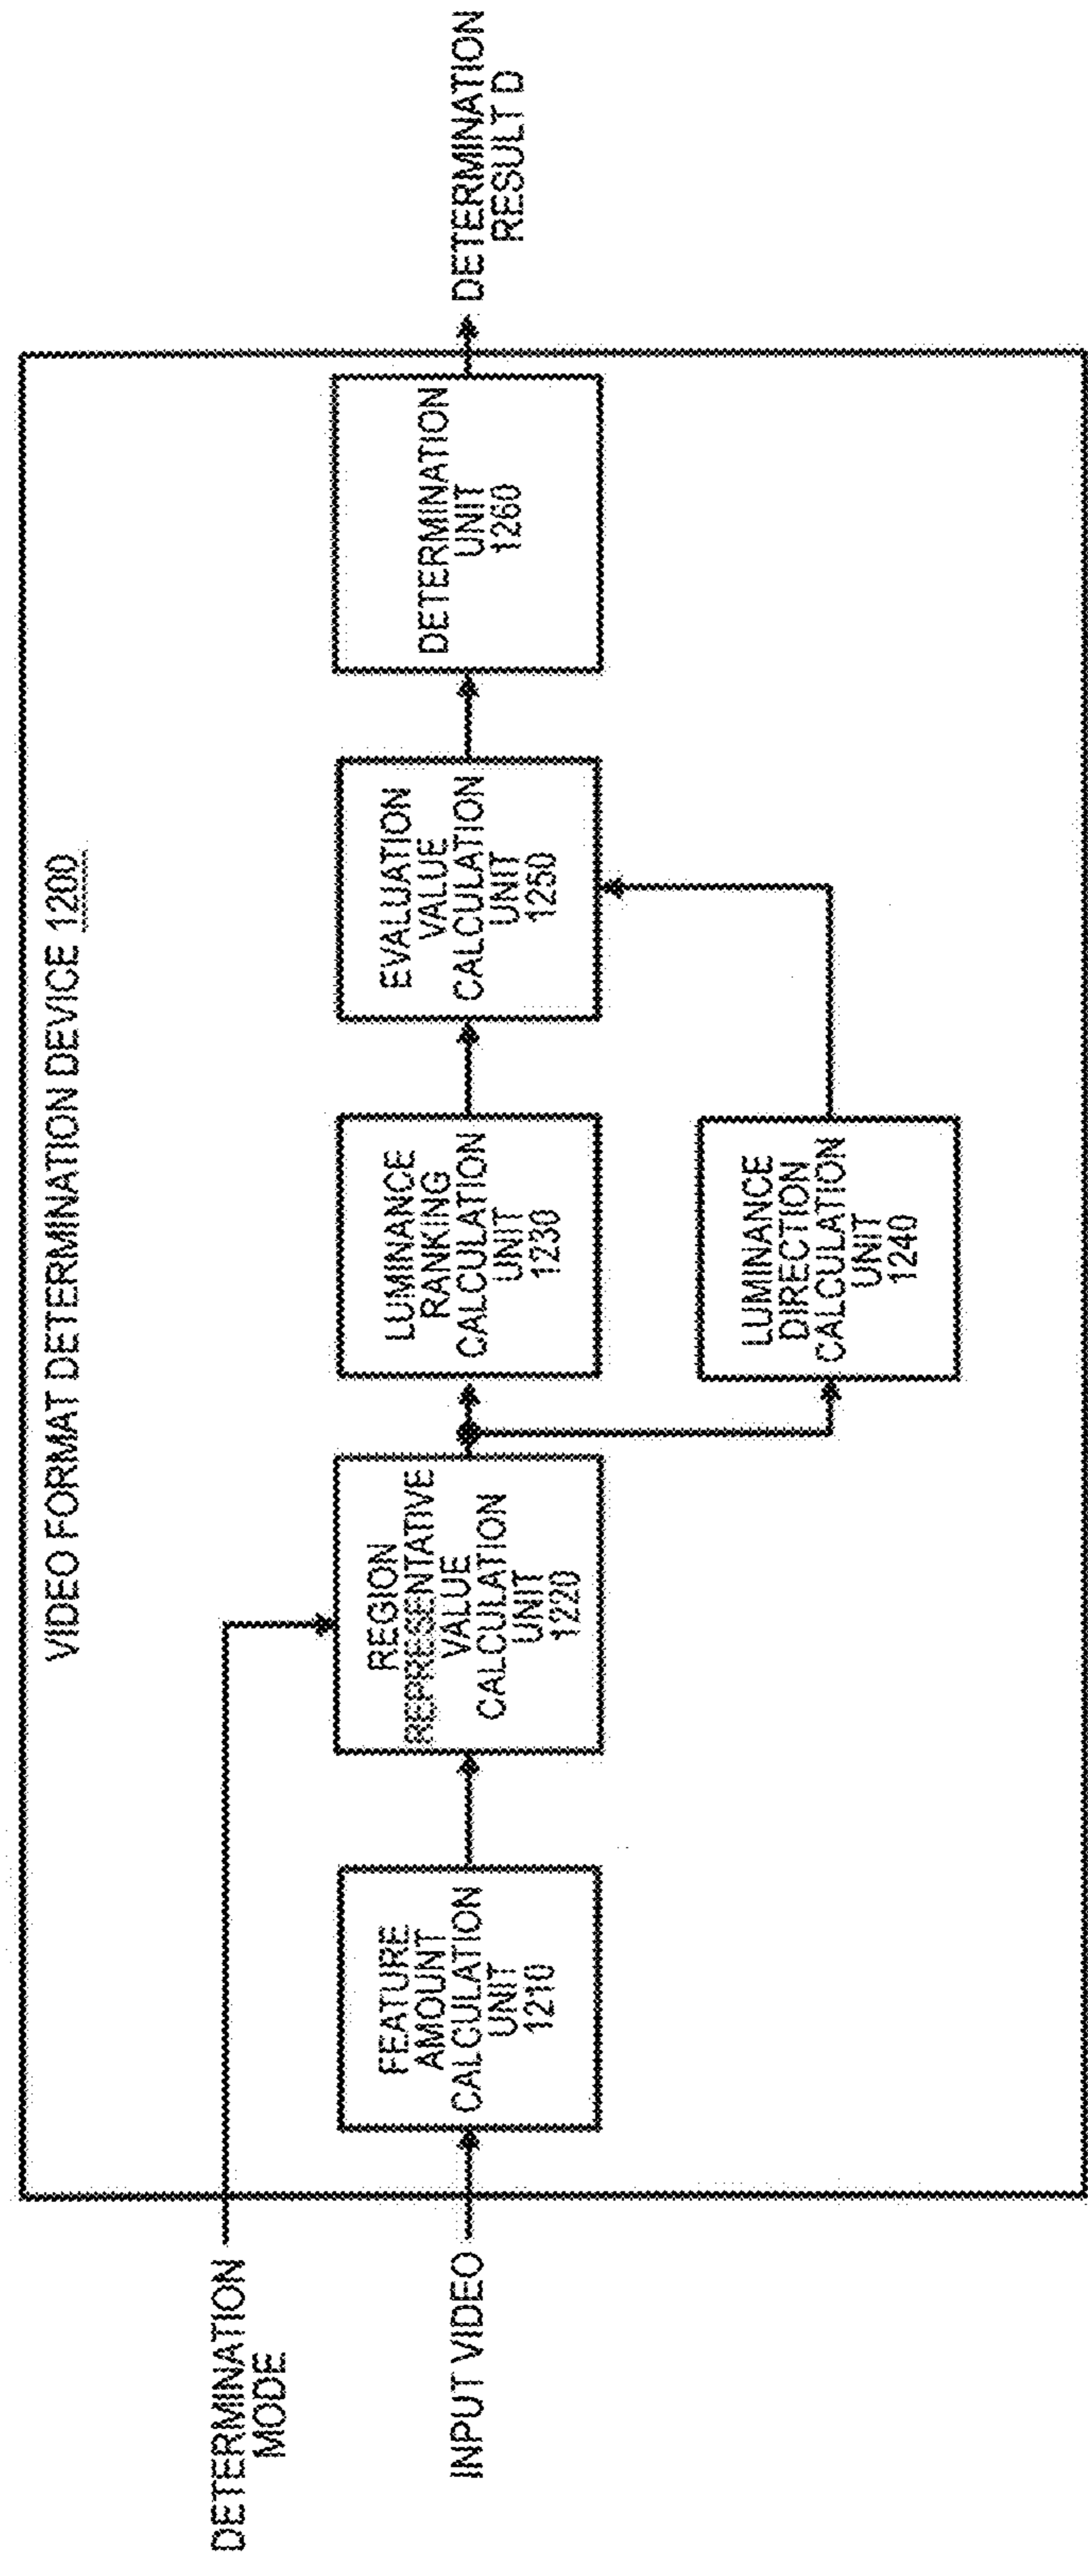 VIDEO FORMAT DETERMINATION DEVICE 1200
DETERMINATION
MODE
INPUT VIDEO
FEATURE
AMOUNT
CALCULATION
UNIT
1210
REGION
REPRESENTATIVE
VALUE
CALCULATION
UNIT
1220
LUMINANCE
RANKING
CALCULATION
UNIT
1230
LUMINANCE
DIRECTION
CALCULATION
UNIT
1240
EVALUATION
VALUE
CALCULATION
UNIT
1250
DETERMINATION
UNIT
1260
DETERMINATION
RESULT D